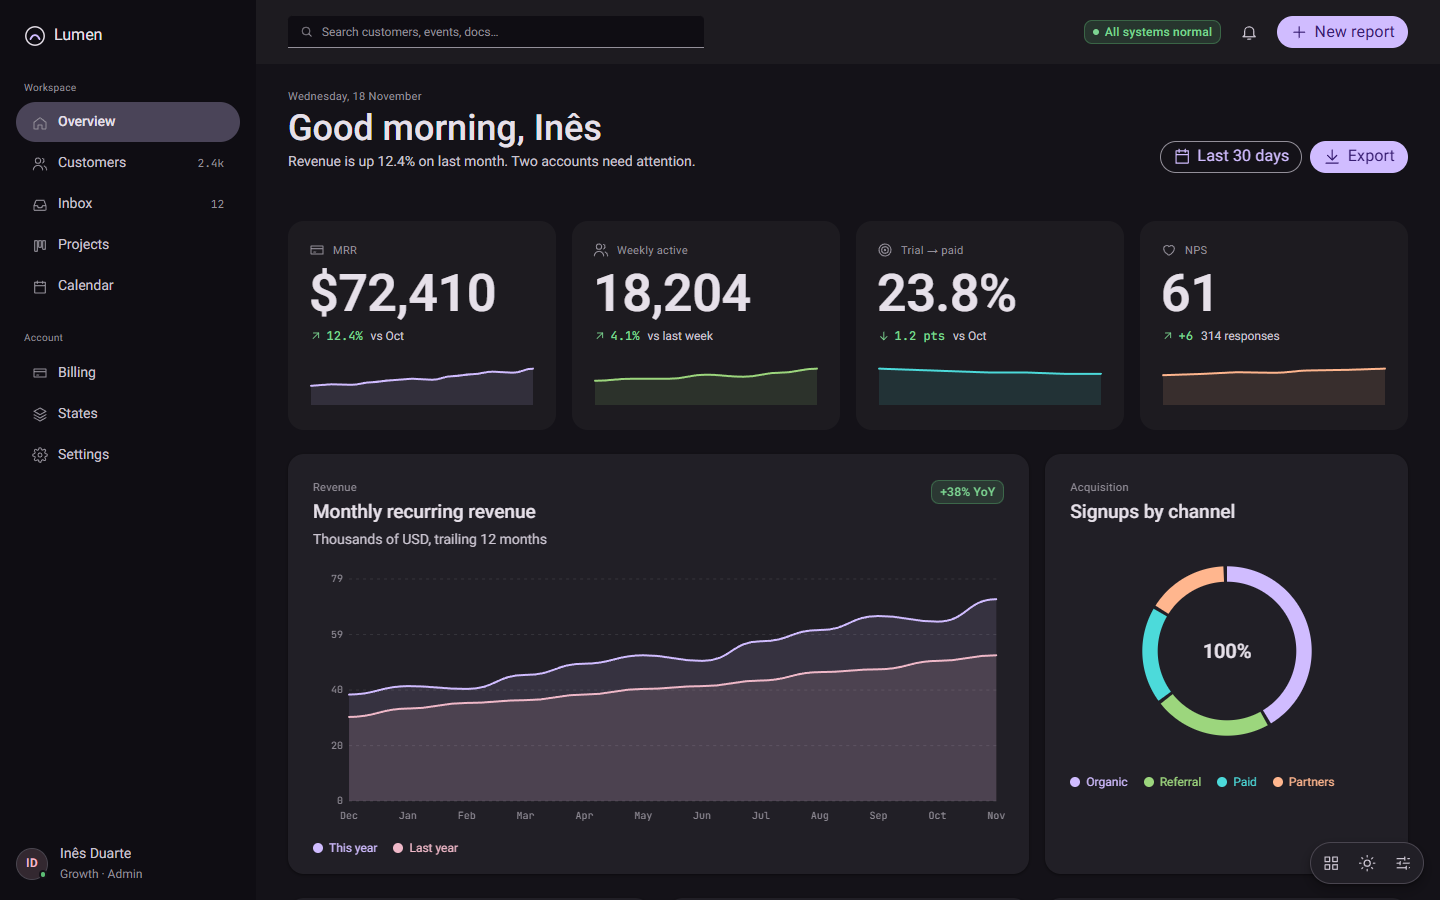 Lumen
Workspace
Overview
Customers 2.4k
Inbox 12
Projects
Calendar
Account
Billing
States
Settings
ID
Inês Duarte
Growth · Admin
Search customers, events, docs…
All systems normal
New report
Wednesday, 18 November
Good morning, Inês
Revenue is up 12.4% on last month. Two accounts need attention.
Last 30 days
Export
MRR
$72,410
12.4% vs Oct
Weekly active
18,204
4.1% vs last week
Trial → paid
23.8%
1.2 pts vs Oct
NPS
61
+6 314 responses
Revenue
Monthly recurring revenue
Thousands of USD, trailing 12 months
+38% YoY
79
59
40
20
0
Dec Jan Feb Mar Apr May Jun Jul Aug Sep Oct Nov
This year Last year
Acquisition
Signups by channel
100%
Organic Referral Paid Partners